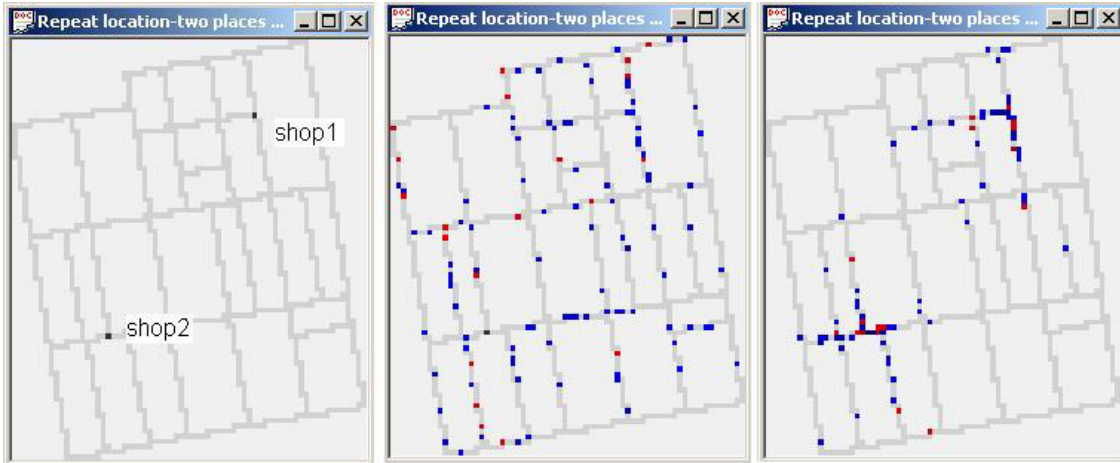 Repeat location-two places ...
Repeat location-two places ...
Repeat location-two places ...
shop1
shop2